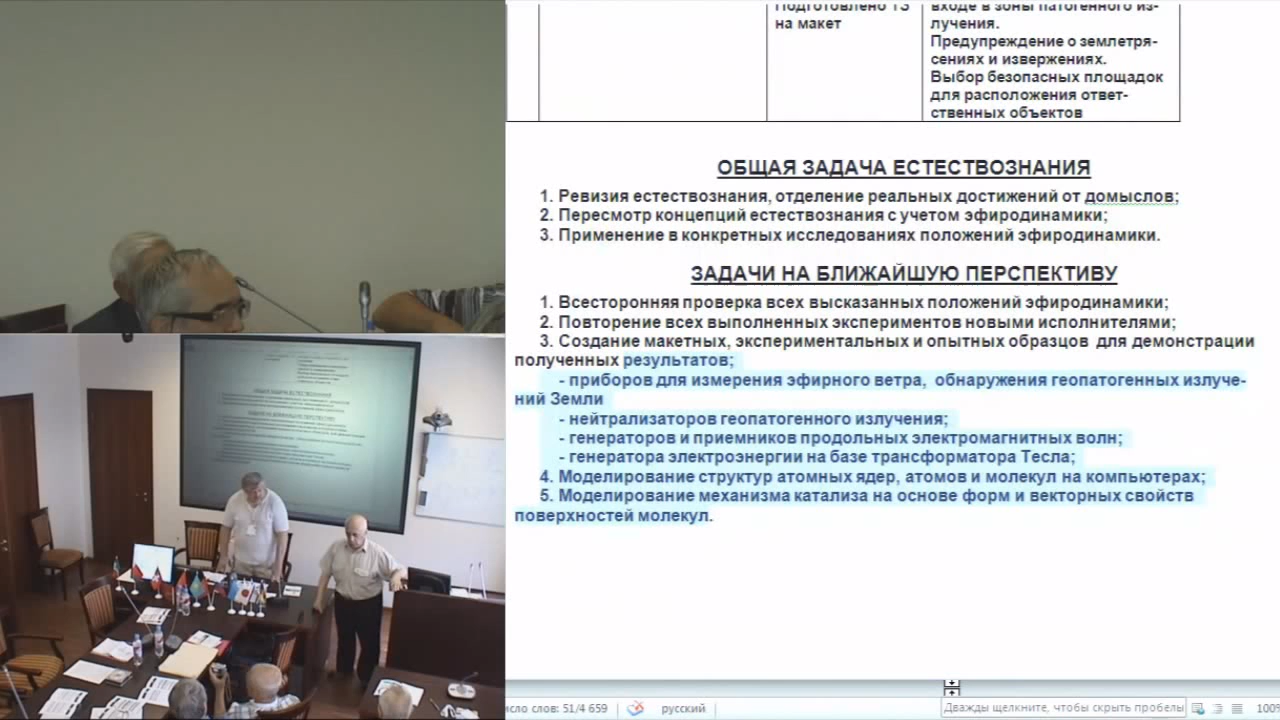 Подготовлено ТЗ
на макет
входе в зоны патогенного из-
лучения.
Предупреждение о землетря-
сениях и извержениях.
Выбор безопасных площадок
для расположения ответ-
ственных объектов
ОБЩАЯ ЗАДАЧА ЕСТЕСТВОЗНАНИЯ
1. Ревизия естествознания, отделение реальных достижений от домыслов;
2. Пересмотр концепций естествознания с учетом эфиродинамики;
3. Применение в конкретных исследованиях положений эфиродинамики.
ЗАДАЧИ НА БЛИЖАЙШУЮ ПЕРСПЕКТИВУ
1. Всесторонняя проверка всех высказанных положений эфиродинамики;
2. Повторение всех выполненных экспериментов новыми исполнителями;
3. Создание макетных, экспериментальных и опытных образцов для демонстрации
полученных результатов;
- приборов для измерения эфирного ветра, обнаружения геопатогенных излуче-
ний Земли
- нейтрализаторов геопатогенного излучения;
- генераторов и приемников продольных электромагнитных волн;
- генератора электроэнергии на базе трансформатора Тесла;
4. Моделирование структур атомных ядер, атомов и молекул на компьютерах;
5. Моделирование механизма катализа на основе форм и векторных свойств
поверхностей молекул.
сло слов: 51/4 659 русский Дважды щелкните, чтобы скрыть пробелы 100%